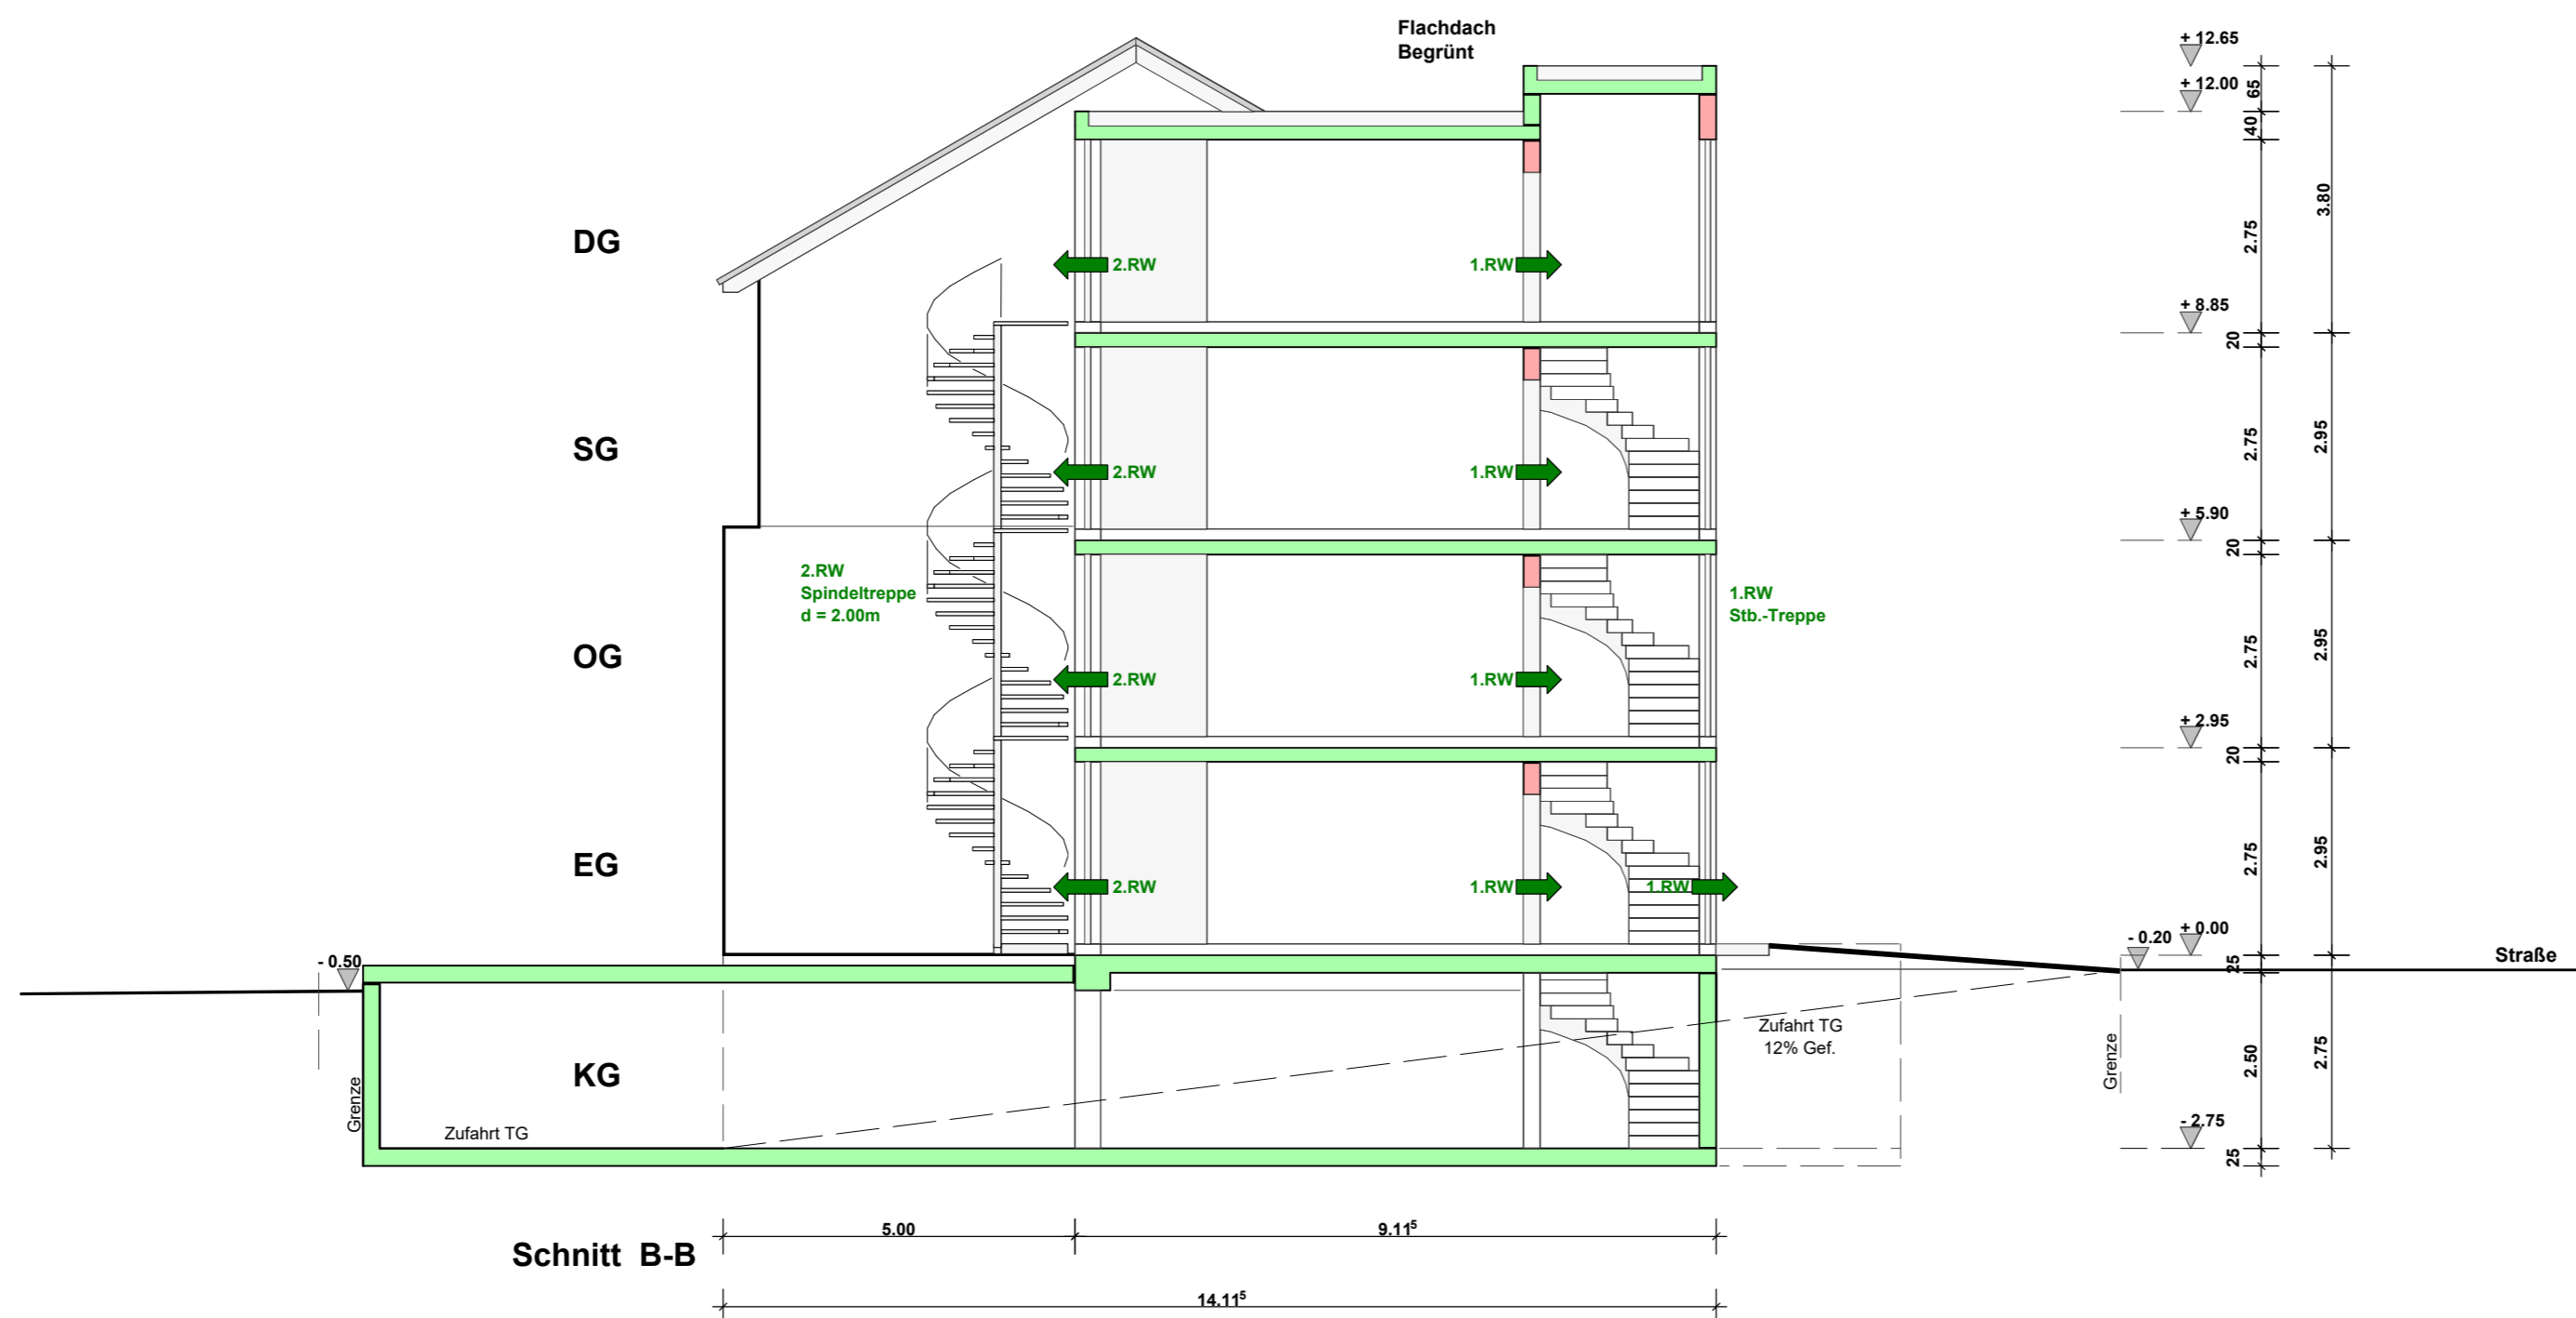 Flachdach
Begrünt
+ 12.65
+ 12.00
65
40
DG
2.RW
1.RW
2.75
3.80
+ 8.85
20
SG
2.RW
1.RW
2.75
2.95
+ 5.90
20
2.RW
Spindeltreppe
d = 2.00m
1.RW
Stb.-Treppe
OG
2.RW
1.RW
2.75
2.95
+ 2.95
20
EG
2.RW
1.RW
1.RW
2.75
2.95
+ 0.00
- 0.20
Straße
- 0.50
25
Zufahrt TG
12% Gef.
KG
Grenze
Grenze
2.50
2.75
Zufahrt TG
- 2.75
25
5.00
9.11⁵
Schnitt B-B
14.11⁵